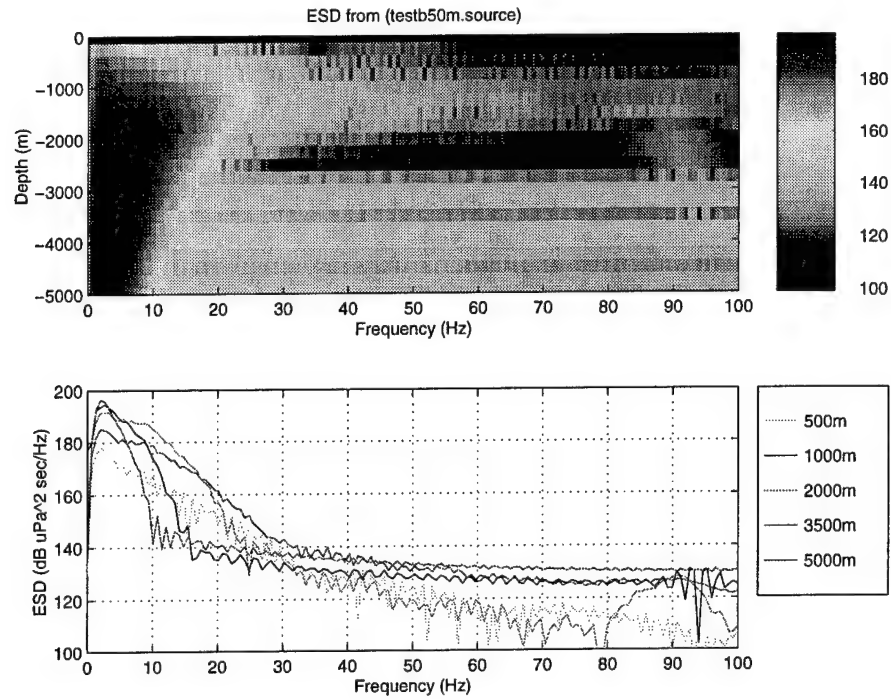 ESD from (testb50m.source)
0
−1000
−2000
−3000
−4000
−5000
Depth (m)
0 10 20 30 40 50 60 70 80 90 100
Frequency (Hz)
180
160
140
120
100
200
180
160
140
120
100
ESD (dB uPa^2 sec/Hz)
0 10 20 30 40 50 60 70 80 90 100
Frequency (Hz)
500m
1000m
2000m
3500m
5000m